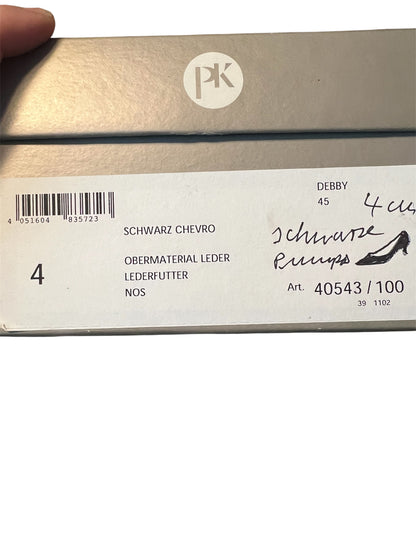 PK
DEBBY
45
4 cm
4 051604 835723
SCHWARZ CHEVRO
schwarze
Pumps
4
OBERMATERIAL LEDER
LEDERFUTTER
NOS
Art. 40543 / 100
39 1102